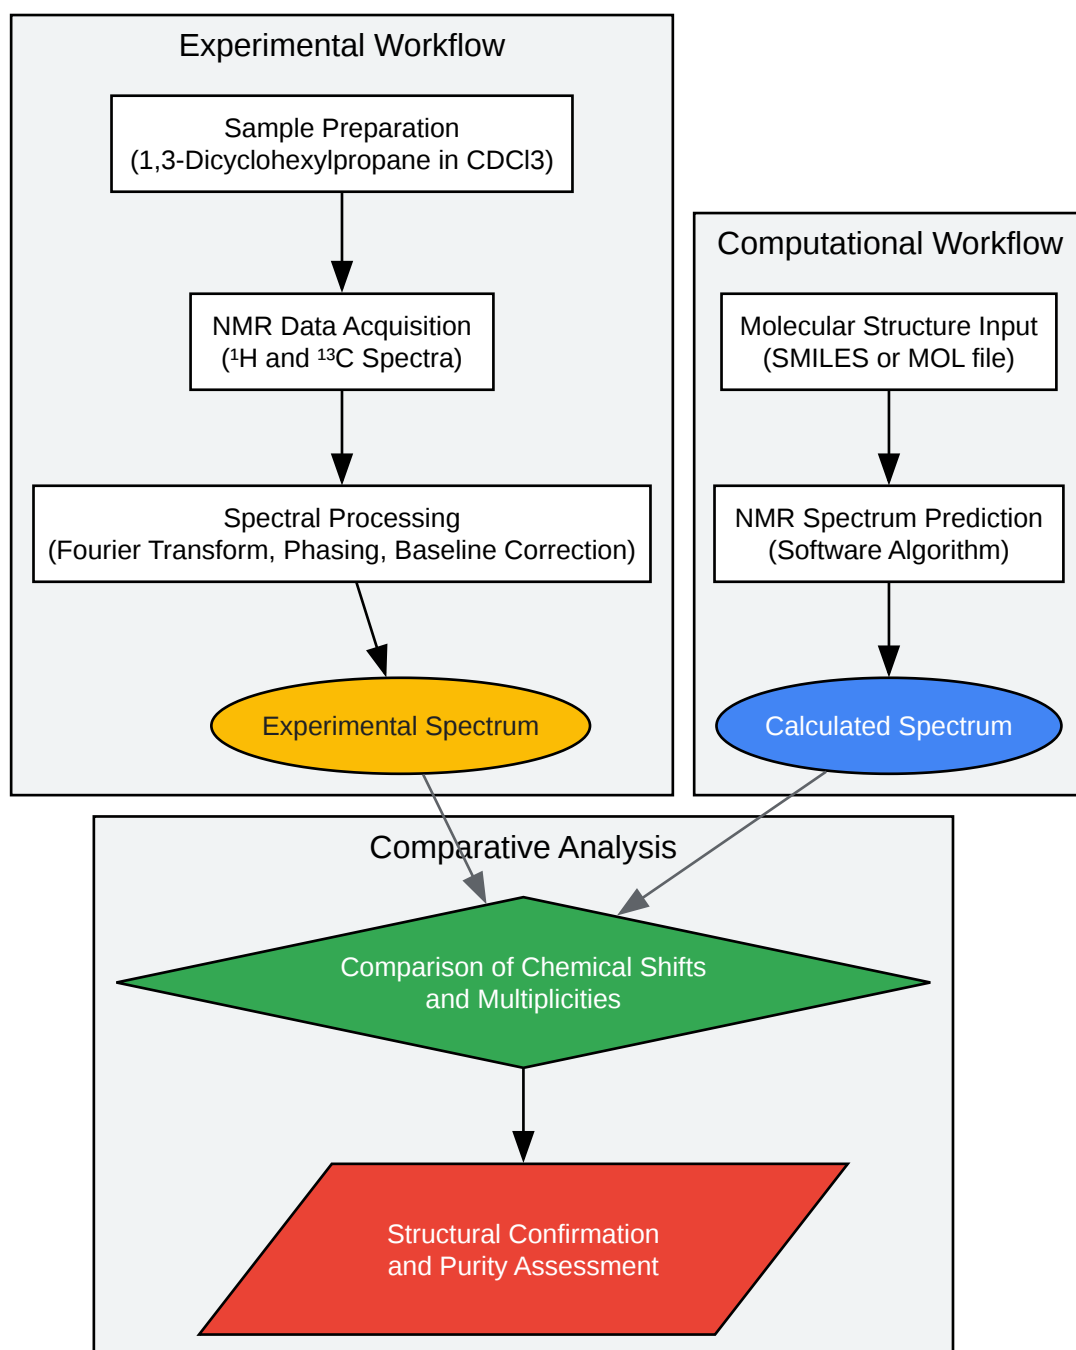 Experimental Workflow
Sample Preparation
(1,3-Dicyclohexylpropane in CDCl3)
NMR Data Acquisition
(¹H and ¹³C Spectra)
Spectral Processing
(Fourier Transform, Phasing, Baseline Correction)
Experimental Spectrum
Computational Workflow
Molecular Structure Input
(SMILES or MOL file)
NMR Spectrum Prediction
(Software Algorithm)
Calculated Spectrum
Comparative Analysis
Comparison of Chemical Shifts
and Multiplicities
Structural Confirmation
and Purity Assessment